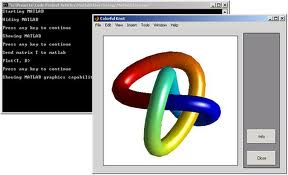 Starting MATLAB
Hiding MATLAB
Press any key to continue
Showing MATLAB
Press any key to continue
Send matrix I to matlab
Plot(I, D)
Press any key to continue
Showing MATLAB graphics capabilit
Colorful Knot
File Edit View Insert Tools Window Help
Info
Close